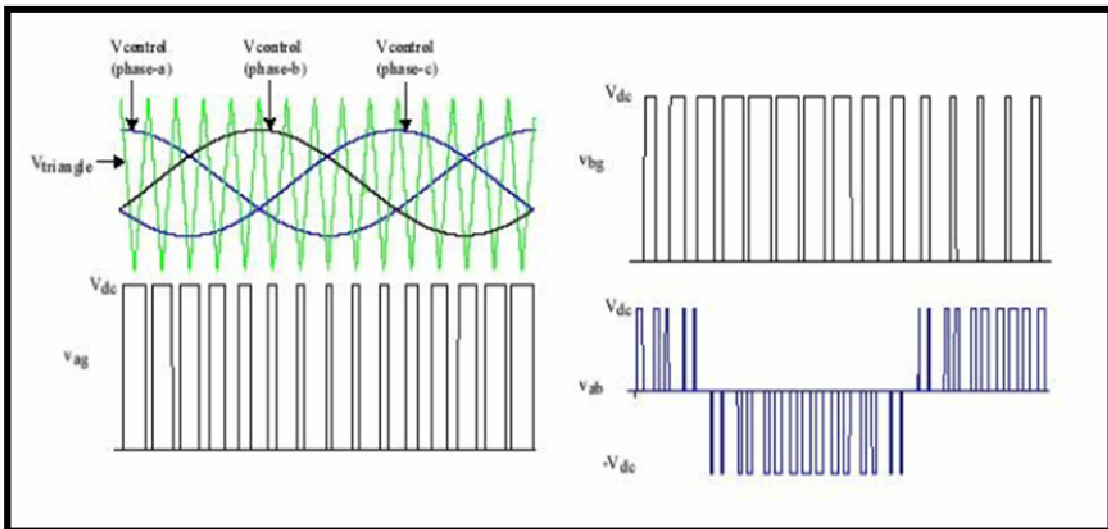 Vcontrol
(phase-a)
Vcontrol
(phase-b)
Vcontrol
(phase-c)
Vtriangle
Vdc
vag
Vdc
vbg
Vdc
vab
-Vdc